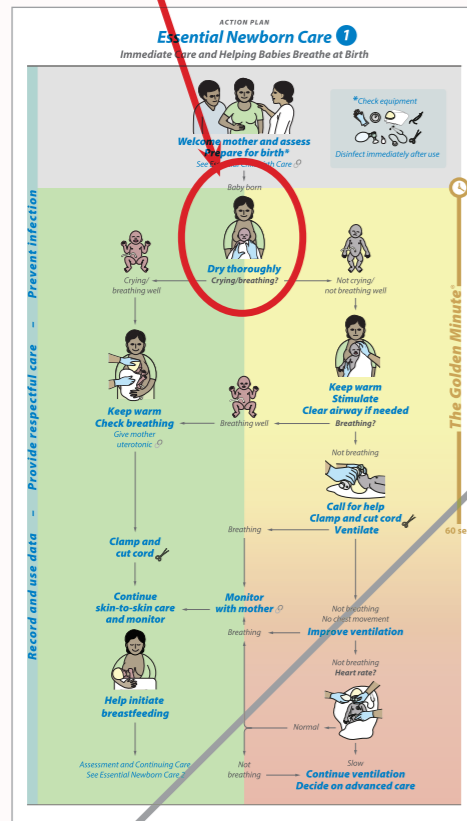 ACTION PLAN
Essential Newborn Care 1
Immediate Care and Helping Babies Breathe at Birth
*Check equipment
Disinfect immediately after use
Welcome mother and assess
Prepare for birth*
See Essential Care
Baby born
Prevent infection – Provide respectful care – Record and use data
The Golden Minute®
60 se
Dry thoroughly
Crying/breathing?
Crying/
breathing well
Not crying/
not breathing well
Keep warm
Check breathing
Give mother
uterotonic
Keep warm
Stimulate
Clear airway if needed
Breathing?
Breathing well
Not breathing
Call for help
Clamp and cut cord
Ventilate
Breathing
Clamp and
cut cord
Continue
skin-to-skin care
and monitor
Monitor
with mother
Not breathing
No chest movement
Breathing
Improve ventilation
Not breathing
Heart rate?
Help initiate
breastfeeding
Normal
Assessment and Continuing Care
See Essential Newborn Care 2
Not
breathing
Slow
Continue ventilation
Decide on advanced care